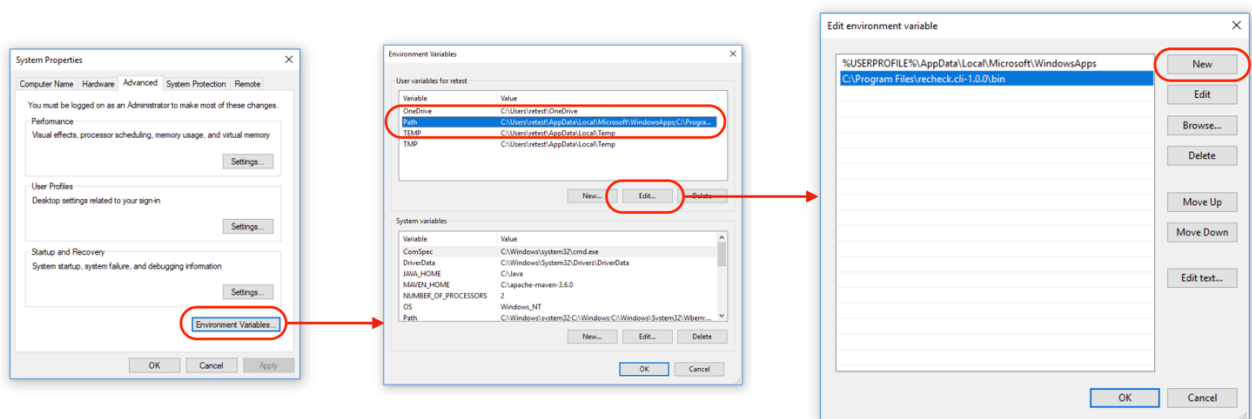 System Properties
Computer Name Hardware Advanced System Protection Remote
You must be logged on as an Administrator to make most of these changes.
Performance
Visual effects, processor scheduling, memory usage, and virtual memory
Settings...
User Profiles
Desktop settings related to your sign-in
Settings...
Startup and Recovery
System startup, system failure, and debugging information
Settings...
Environment Variables...
OK Cancel Apply
Environment Variables
User variables for retest
Variable Value
OneDrive C:\Users\retest\OneDrive
Path C:\Users\retest\AppData\Local\Microsoft\WindowsApps;C:\Progra...
TEMP C:\Users\retest\AppData\Local\Temp
TMP C:\Users\retest\AppData\Local\Temp
New... Edit... Delete
System variables
Variable Value
ComSpec C:\Windows\system32\cmd.exe
DriverData C:\Windows\System32\Drivers\DriverData
JAVA_HOME C:\Java
MAVEN_HOME C:\apache-maven-3.6.0
NUMBER_OF_PROCESSORS 2
OS Windows_NT
Path C:\Windows\system32;C:\Windows;C:\Windows\System32\Wbem;...
New... Edit... Delete
OK Cancel
Edit environment variable
%USERPROFILE%\AppData\Local\Microsoft\WindowsApps
C:\Program Files\recheck.cli-1.0.0\bin
New
Edit
Browse...
Delete
Move Up
Move Down
Edit text...
OK Cancel